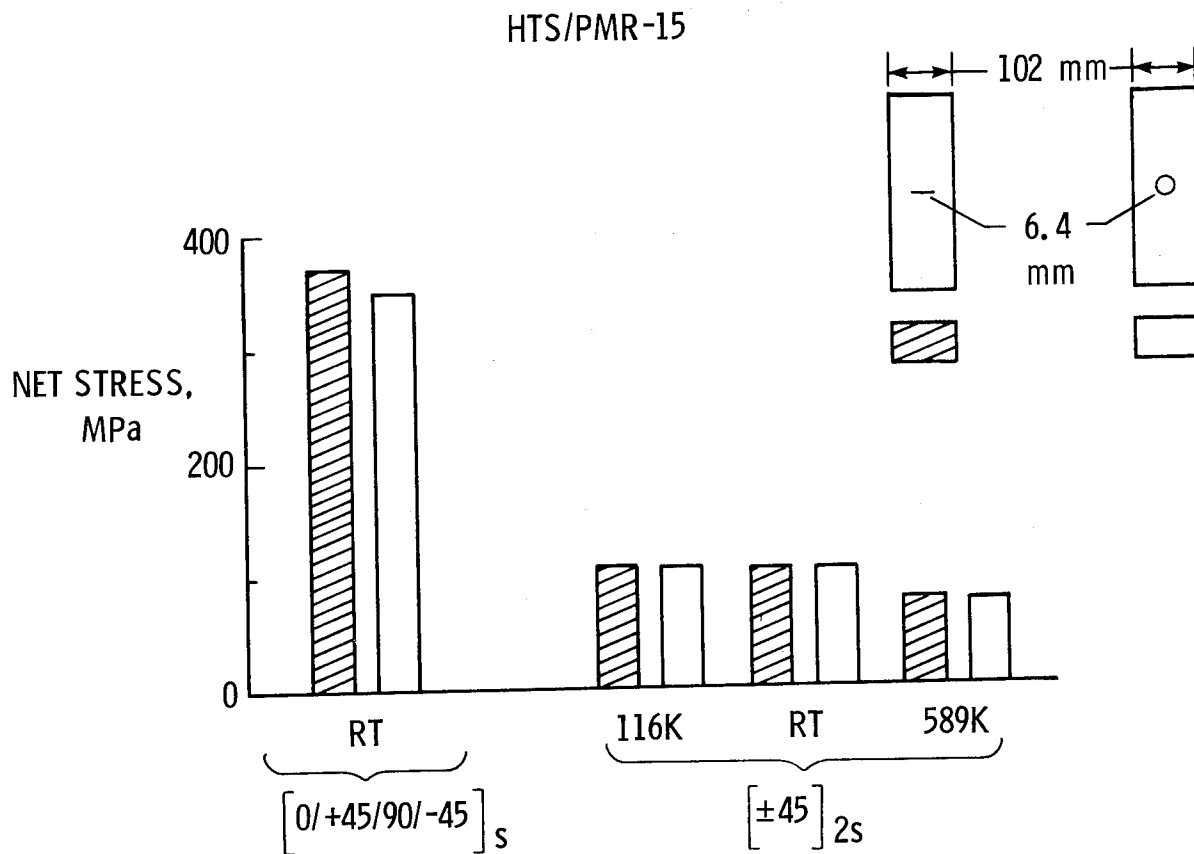 HTS/PMR-15
102 mm
6.4
mm
400
NET STRESS,
MPa
200
0
RT
116K RT 589K
[0/+45/90/-45]s
[±45]2s